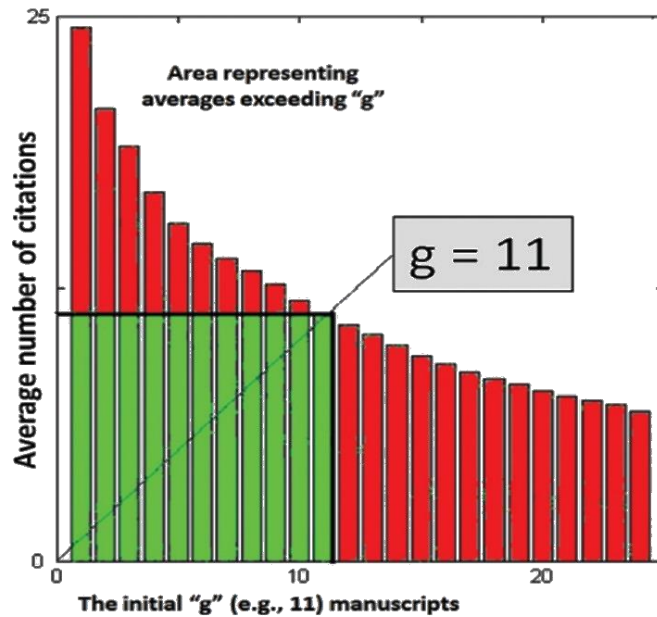 25
Area representing
averages exceeding “g”
Average number of citations
g = 11
0
0 10 20
The initial “g” (e.g., 11) manuscripts